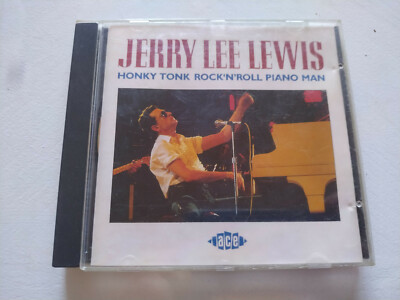 JERRY LEE LEWIS
HONKY TONK ROCK'N'ROLL PIANO MAN
ace